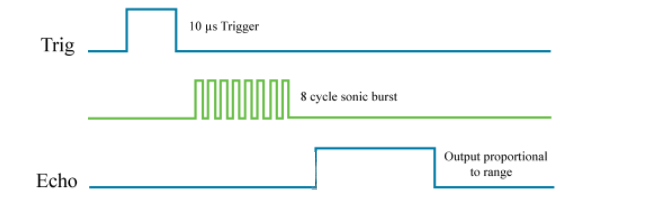 10 µs Trigger
Trig
8 cycle sonic burst
Output proportional
to range
Echo